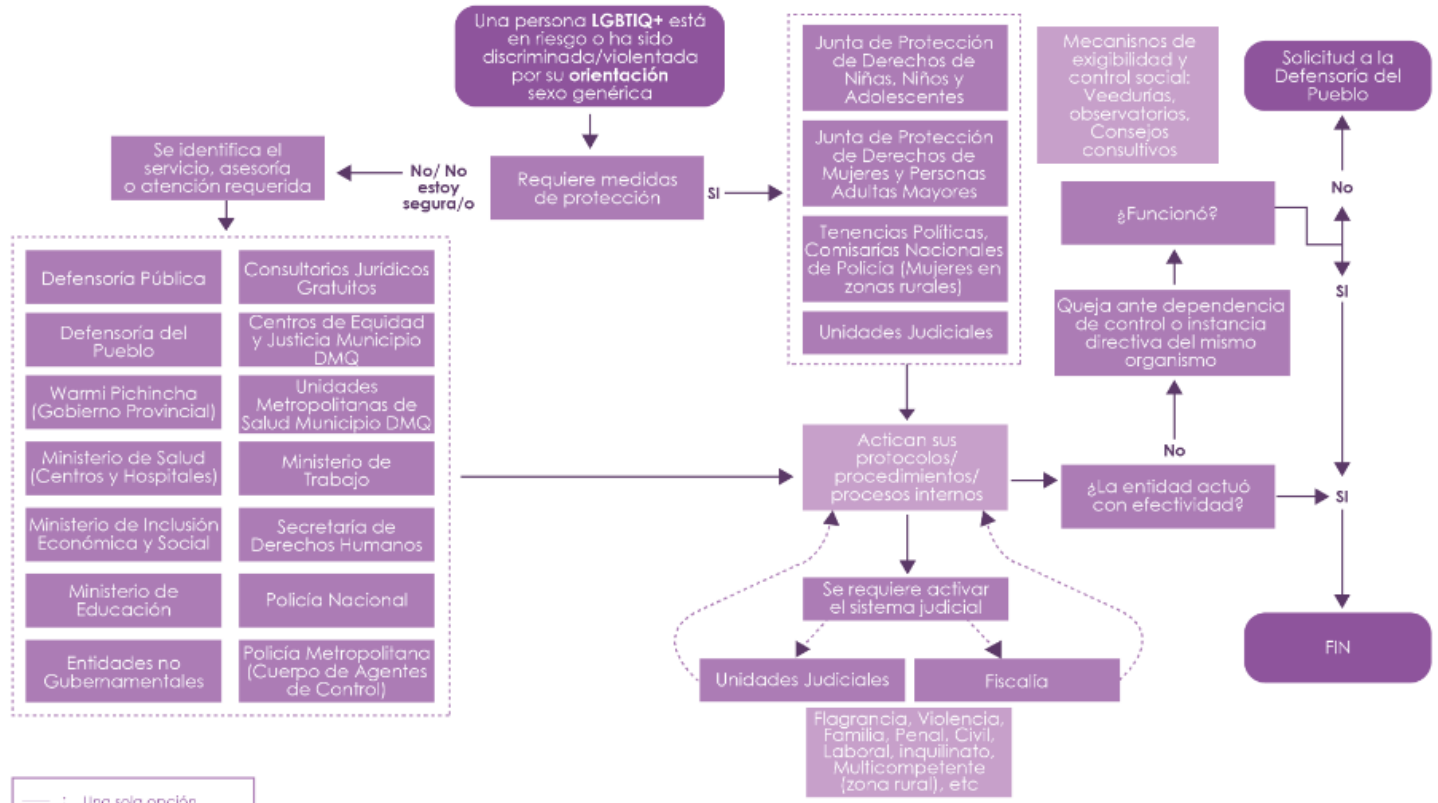 Una persona LGBTIQ+ está
en riesgo o ha sido
discriminada/violentada
por su orientación
sexo genérica
Requiere medidas
de protección
No/ No
estoy
segura/o
Se identifica el
servicio, asesoría
o atención requerida
Defensoría Pública
Consultorios Jurídicos
Gratuitos
Defensoría del
Pueblo
Centros de Equidad
y Justicia Municipio
DMQ
Warmi Pichincha
(Gobierno Provincial)
Unidades
Metropolitanas de
Salud Municipio DMQ
Ministerio de Salud
(Centros y Hospitales)
Ministerio de
Trabajo
Ministerio de Inclusión
Económica y Social
Secretaría de
Derechos Humanos
Ministerio de
Educación
Policía Nacional
Entidades no
Gubernamentales
Policía Metropolitana
(Cuerpo de Agentes
de Control)
SI
Junta de Protección
de Derechos de
Niñas, Niños y
Adolescentes
Junta de Protección
de Derechos de
Mujeres y Personas
Adultas Mayores
Tenencias Políticas,
Comisarías Nacionales
de Policía (Mujeres en
zonas rurales)
Unidades Judiciales
Actican sus
protocolos/
procedimientos/
procesos internos
Se requiere activar
el sistema judicial
Unidades Judiciales
Fiscalía
Flagrancia, Violencia,
Familia, Penal, Civil,
Laboral, inquilinato,
Multicompetente
(zona rural), etc
¿La entidad actuó
con efectividad?
No
Queja ante dependencia
de control o instancia
directiva del mismo
organismo
¿Funcionó?
Mecanismos de
exigibilidad y
control social:
Veedurías,
observatorios,
Consejos
consultivos
Solicitud a la
Defensoría del
Pueblo
No
SI
SI
FIN
Una sola opción